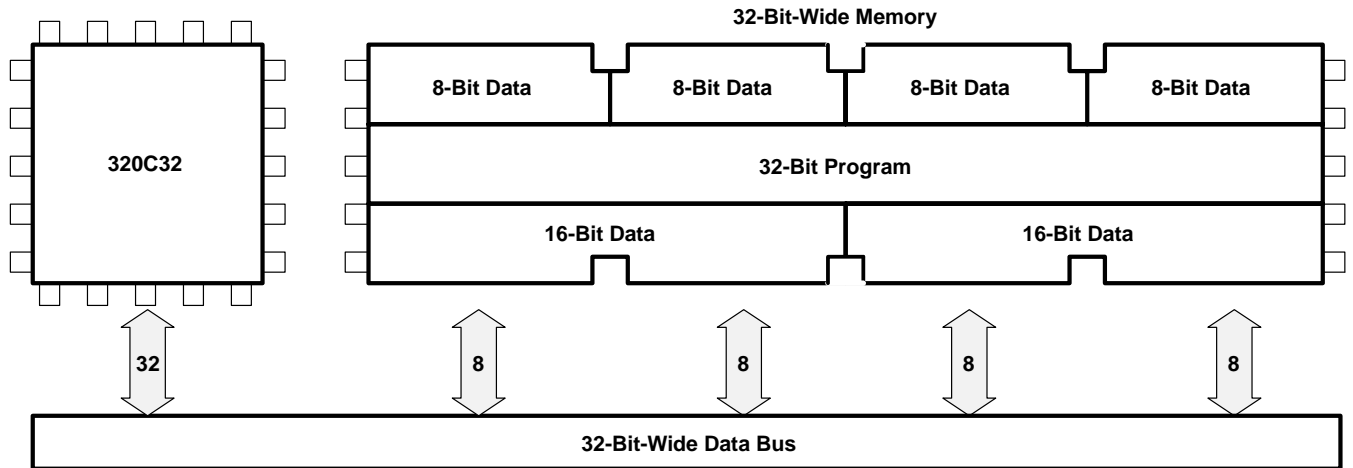 32-Bit-Wide Memory
8-Bit Data 8-Bit Data 8-Bit Data 8-Bit Data
320C32 32-Bit Program
16-Bit Data 16-Bit Data
32 8 8 8 8
32-Bit-Wide Data Bus